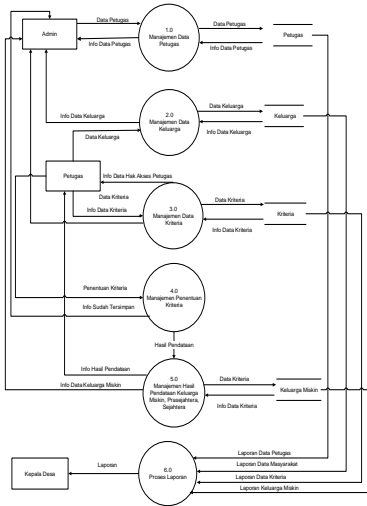 Data Petugas
Info Data Petugas
Admin
1.0
Manajemen Data
Petugas
Data Petugas
Info Data Petugas
Petugas
Info Data Keluarga
Data Keluarga
2.0
Manajemen Data
Keluarga
Data Keluarga
Info Data Keluarga
Keluarga
Petugas
Info Data Hak Akses Petugas
Data Kriteria
Info Data Kriteria
3.0
Manajemen Data
Kriteria
Data Kriteria
Info Data Kriteria
Kriteria
Penentuan Kriteria
Info Sudah Tersimpan
4.0
Manajemen Penentuan
Kriteria
Hasil Pendataan
Info Hasil Pendataan
Info Data Keluarga Miskin
5.0
Manajemen Hasil
Pendataan Keluarga
Miskin, Prasejahtera,
Sejahtera
Data Kriteria
Info Data Kriteria
Keluarga Miskin
Kepala Desa
Laporan
6.0
Proses Laporan
Laporan Data Petugas
Laporan Data Masyarakat
Laporan Data Kriteria
Laporan Keluarga Miskin